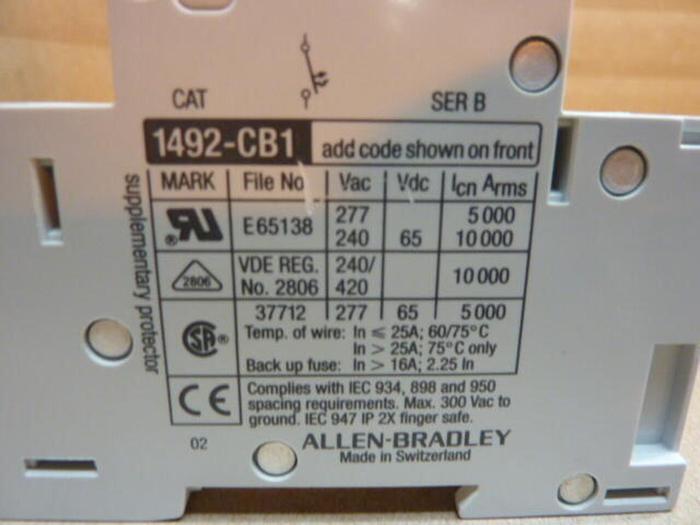 CAT SER B
1492-CB1 add code shown on front
MARK File No Vac Vdc Icn Arms
RU E65138 277 5 000
240 65 10 000
2806 VDE REG. 240/ 10 000
No. 2806 420
37712 277 65 5 000
SA Temp. of wire: In ≤ 25A; 60/75°C
In > 25A; 75°C only
Back up fuse: In > 16A; 2.25 In
CE Complies with IEC 934, 898 and 950
spacing requirements. Max. 300 Vac to
ground. IEC 947 IP 2X finger safe.
02 ALLEN-BRADLEY
Made in Switzerland
supplementary protector